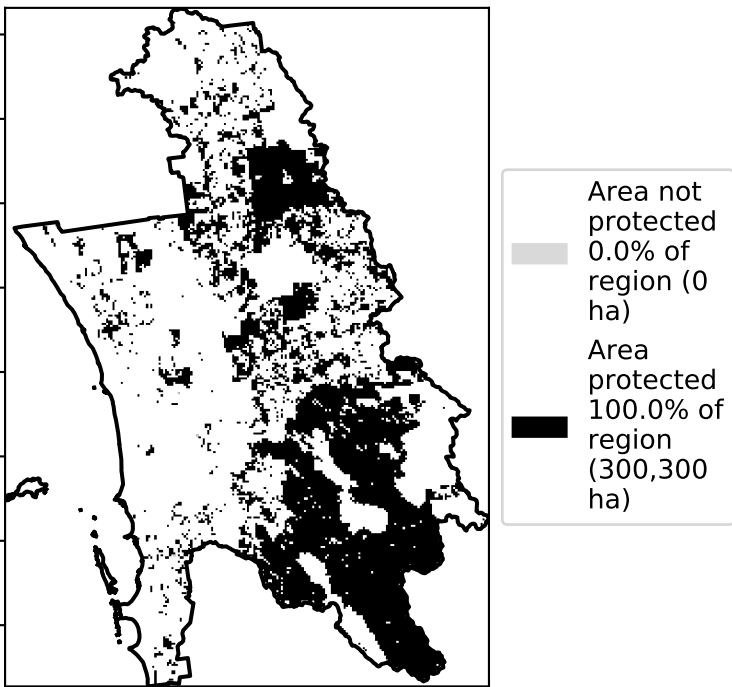 Area not
protected
0.0% of
region (0
ha)
Area
protected
100.0% of
region
(300,300
ha)